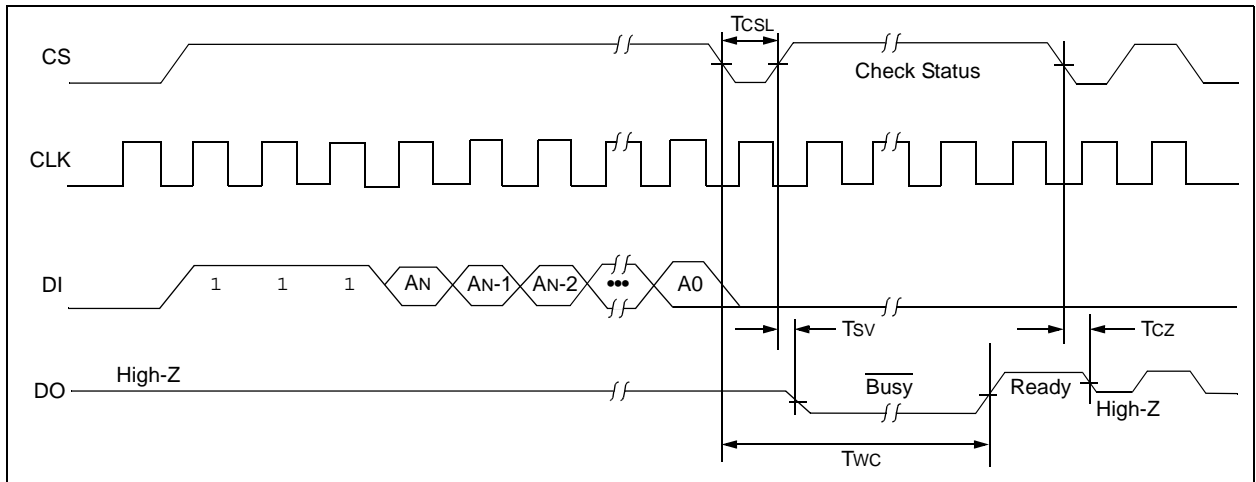 TCSL
CS
Check Status
CLK
DI
1 1 1 AN AN-1 AN-2 ••• A0
TSV
TCZ
High-Z
DO
Busy
Ready
High-Z
TWC